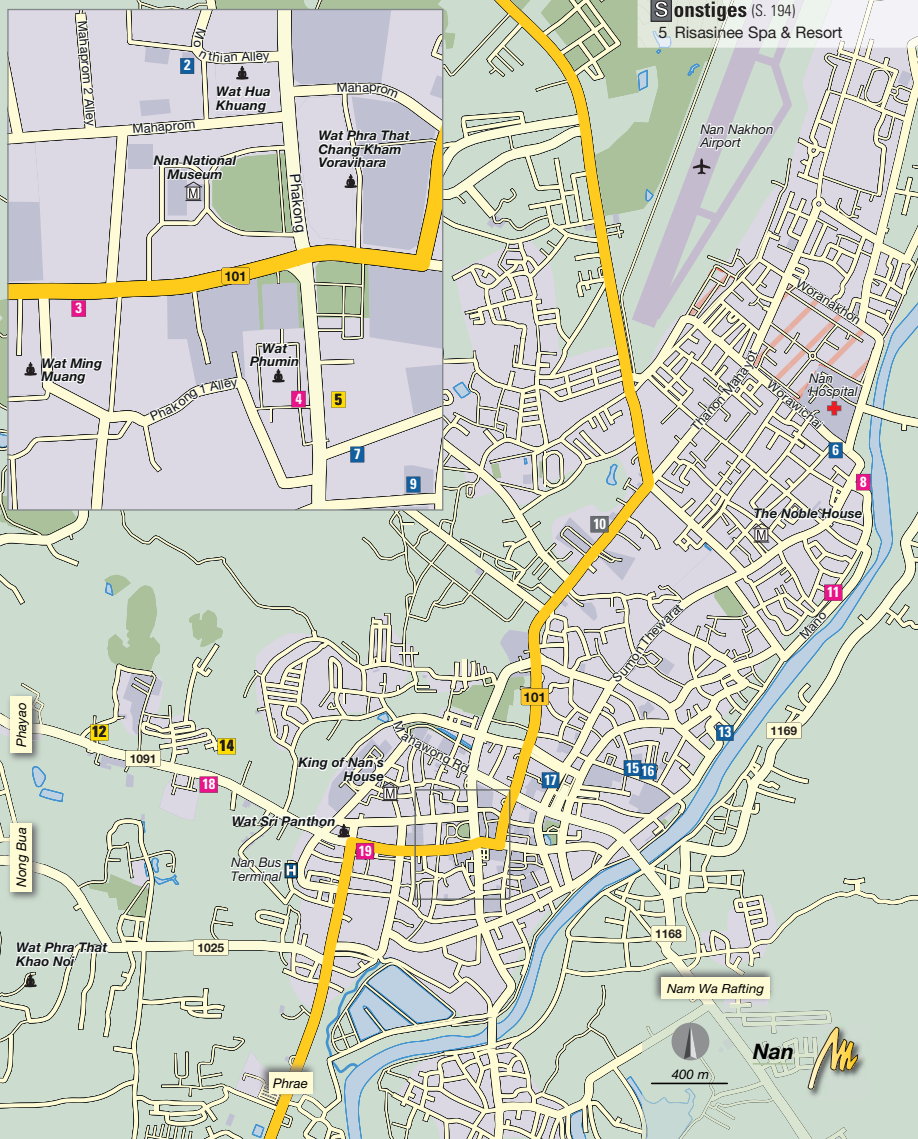 S onstiges (S. 194)
5 Risasinee Spa & Resort
Mahaprom 2 Alley
Monthian Alley
2
Wat Hua
Khuang
Mahaprom
Mahaprom
Wat Phra That
Chang Kham
Voravihara
Nan National
Museum
M
Phakong
101
3
Wat Ming
Muang
Wat
Phumin
Phakong 1 Alley
4
5
7
9
Nan Nakhon
Airport
Woranakhon
Thanon Mahayot
Worawichai
Nan
Hospital
6
8
10
The Noble House
M
11
Mano
Sumon Thewarat
101
Phayao
12
14
1091
18
Mahawong Rd.
King of Nan's
House
M
13
1169
15
16
17
Wat Sri Panthon
19
Nan Bus
Terminal
H
Nong Bua
1025
Wat Phra That
Khao Noi
1168
Nam Wa Rafting
Nan
400 m
Phrae